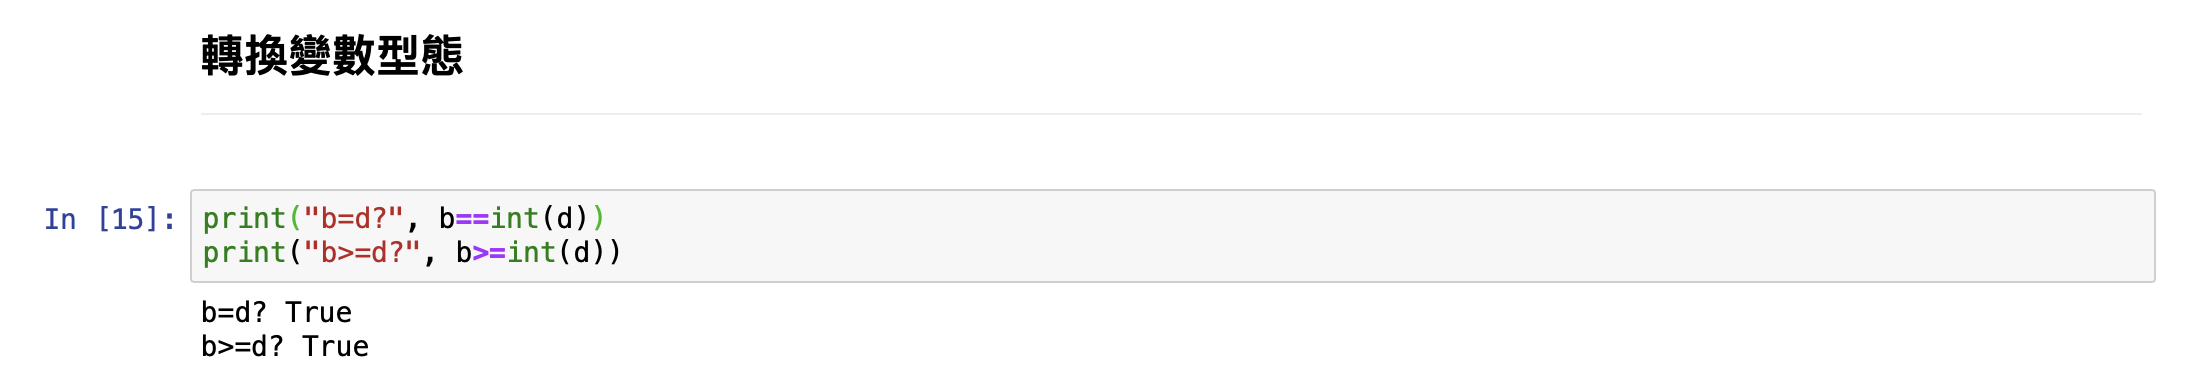 轉換變數型態
In [15]: print("b=d?", b==int(d))
print("b>=d?", b>=int(d))
b=d? True
b>=d? True